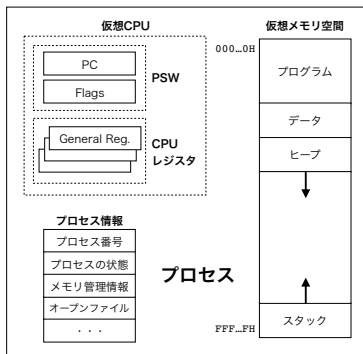 仮想CPU
PC
Flags
PSW
General Reg.
CPU
レジスタ
プロセス情報
プロセス番号
プロセスの状態
メモリ管理情報
オープンファイル
・・・
プロセス
仮想メモリ空間
000...0H
プログラム
データ
ヒープ
スタック
FFF...FH